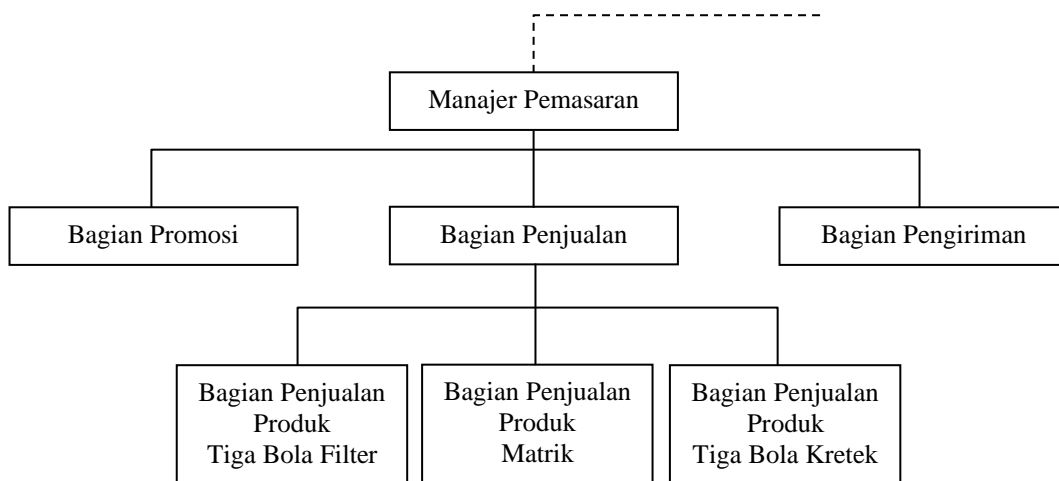 Manajer Pemasaran
Bagian Promosi
Bagian Penjualan
Bagian Pengiriman
Bagian Penjualan
Produk
Tiga Bola Filter
Bagian Penjualan
Produk
Matrik
Bagian Penjualan
Produk
Tiga Bola Kretek